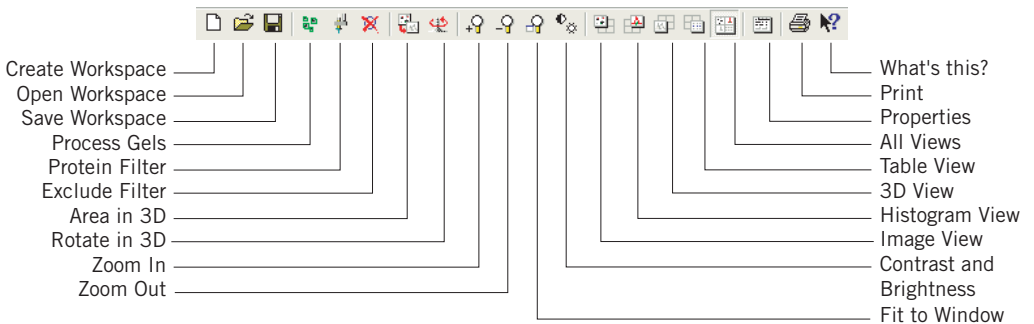 Create Workspace
Open Workspace
Save Workspace
Process Gels
Protein Filter
Exclude Filter
Area in 3D
Rotate in 3D
Zoom In
Zoom Out
What's this?
Print
Properties
All Views
Table View
3D View
Histogram View
Image View
Contrast and
Brightness
Fit to Window